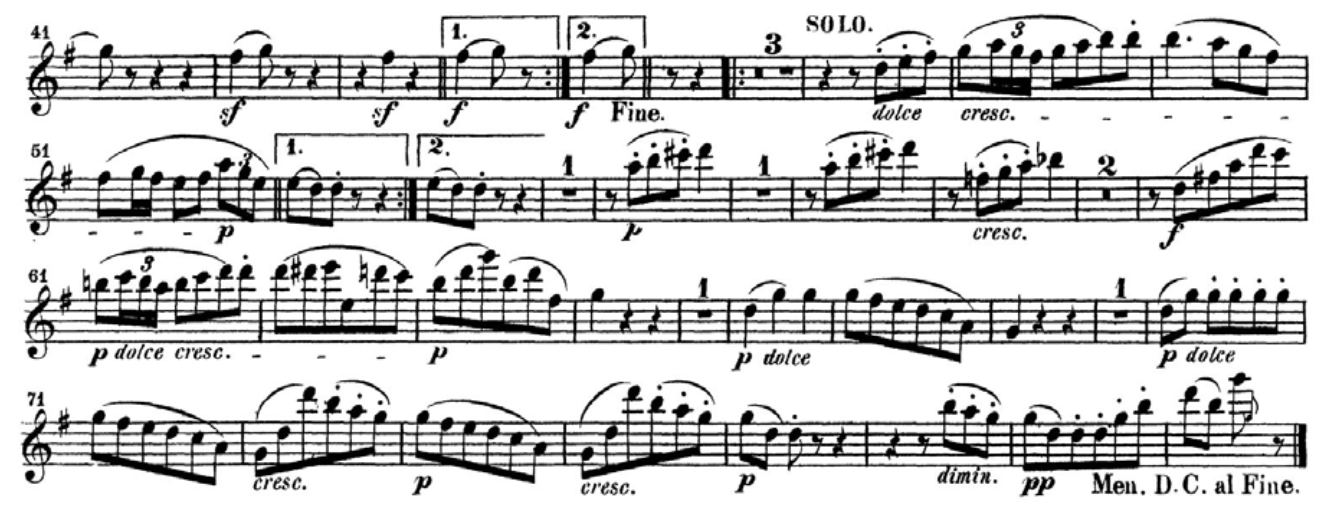 41 1. 2. 3 SOLO.
sf sf f f Fine. dolce cresc. 3
51 1. 2. 1 1 2
3 p p cresc. f
61 3 1 1
p dolce cresc. p p dolce p dolce
71
cresc. p cresc. p dimin. pp Men. D.C. al Fine.